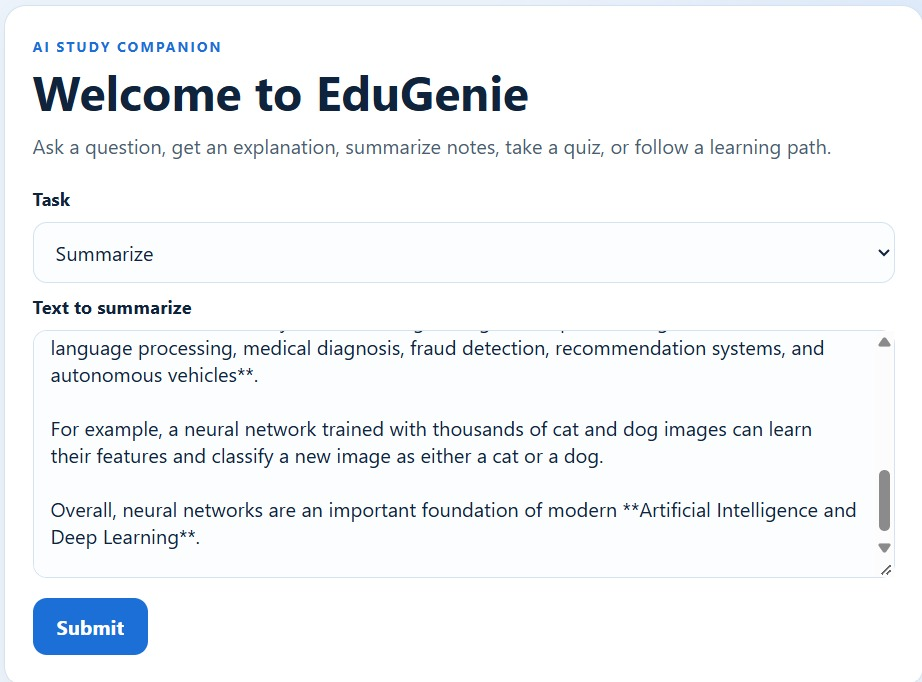 AI STUDY COMPANION
Welcome to EduGenie
Ask a question, get an explanation, summarize notes, take a quiz, or follow a learning path.
Task
Summarize
Text to summarize
language processing, medical diagnosis, fraud detection, recommendation systems, and
autonomous vehicles**.
For example, a neural network trained with thousands of cat and dog images can learn
their features and classify a new image as either a cat or a dog.
Overall, neural networks are an important foundation of modern **Artificial Intelligence and
Deep Learning**.
Submit